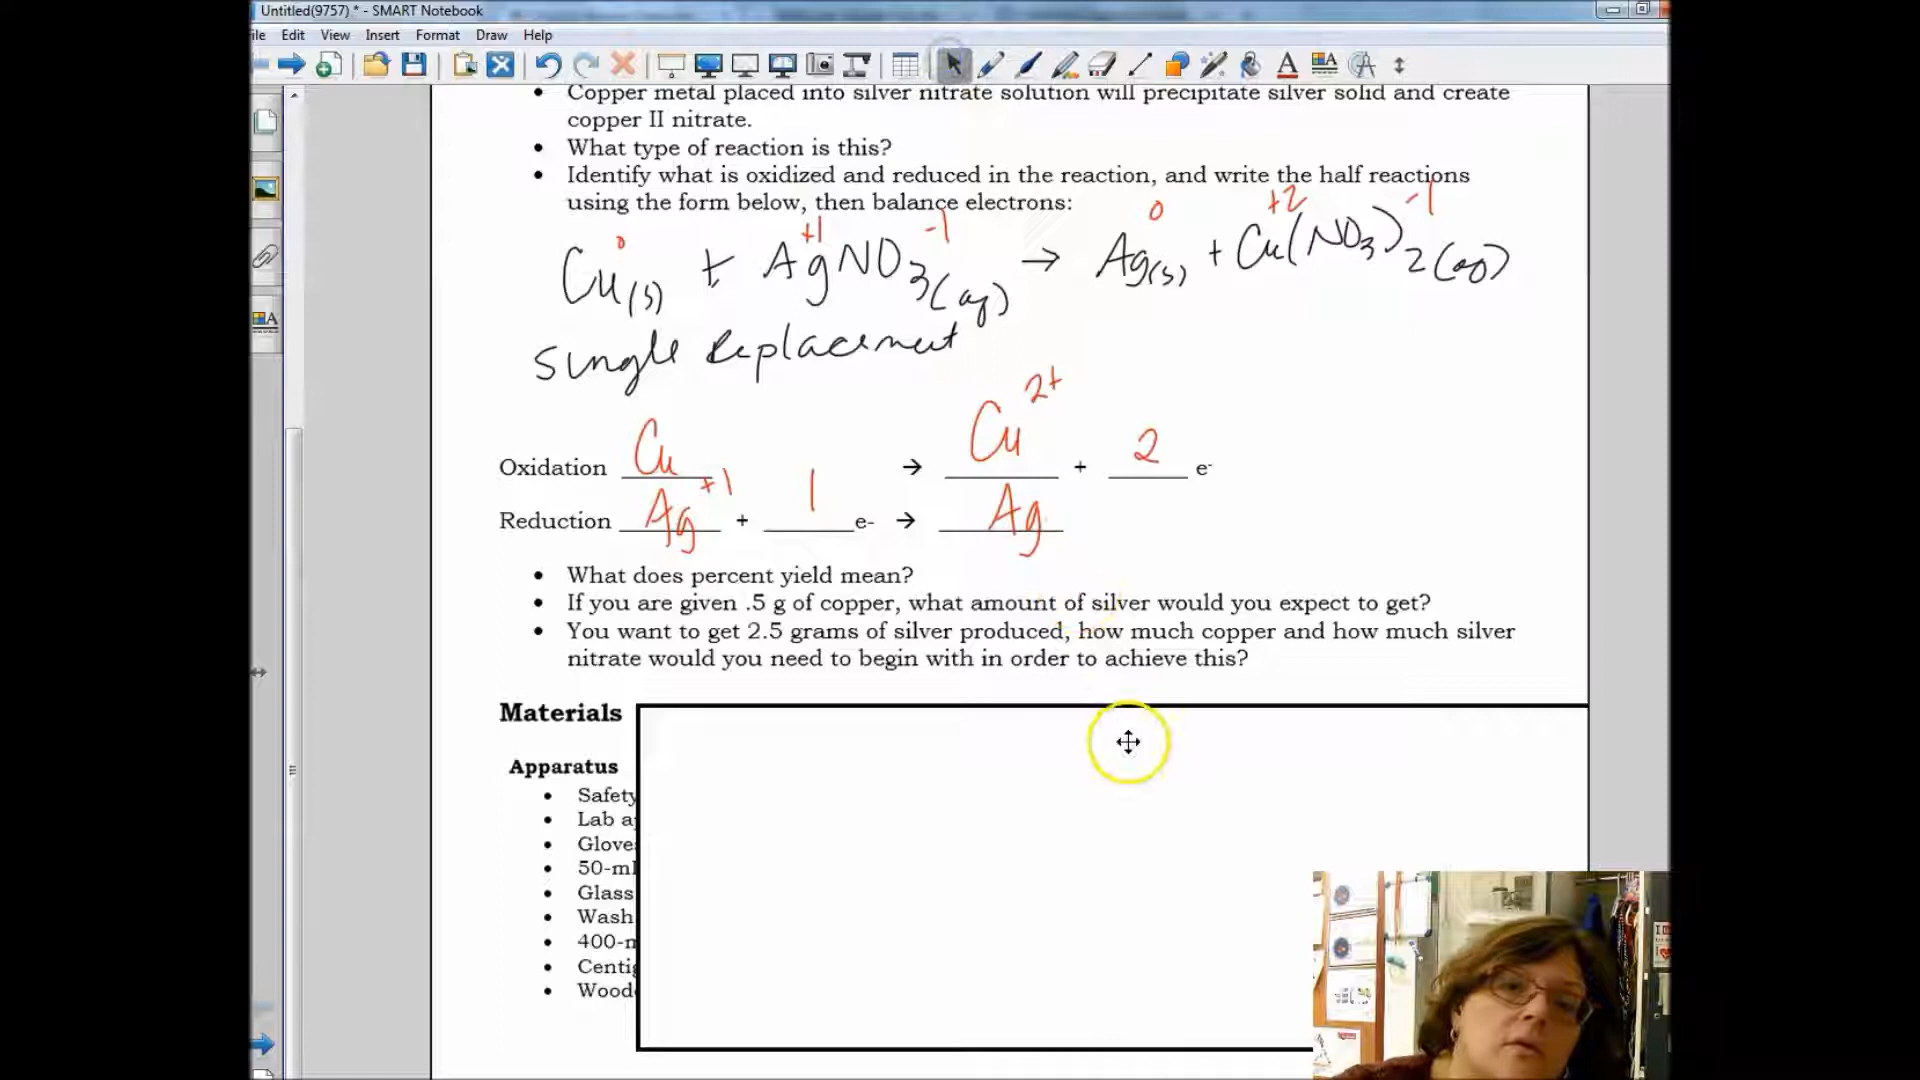 Untitled(9757) * - SMART Notebook
ile Edit View Insert Format Draw Help
• Copper metal placed into silver nitrate solution will precipitate silver solid and create
copper II nitrate.
• What type of reaction is this?
• Identify what is oxidized and reduced in the reaction, and write the half reactions
using the form below, then balance electrons:
0 +1 -1 0 +2 -1
Cu(s) + AgNO3(aq) → Ag(s) + Cu(NO3)2(aq)
Single Replacement
Oxidation Cu → Cu2+ + 2 e-
Reduction Ag+1 + 1 e- → Ag
• What does percent yield mean?
• If you are given .5 g of copper, what amount of silver would you expect to get?
• You want to get 2.5 grams of silver produced, how much copper and how much silver
nitrate would you need to begin with in order to achieve this?
Materials
Apparatus
• Safety
• Lab a
• Glove
• 50-m
• Glass
• Wash
• 400-m
• Centig
• Woode